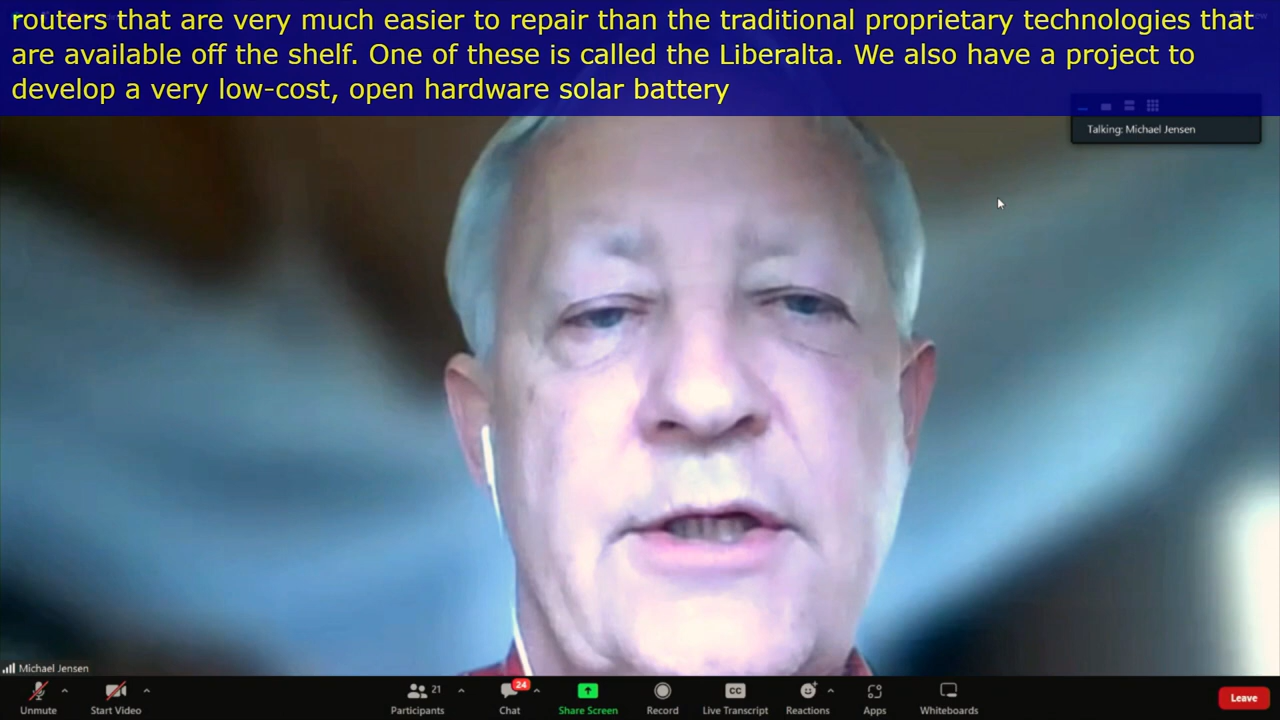 routers that are very much easier to repair than the traditional proprietary technologies that
are available off the shelf. One of these is called the Liberalta. We also have a project to
develop a very low-cost, open hardware solar battery
Talking: Michael Jensen
Michael Jensen
21
24
CC
Unmute
Start Video
Participants
Chat
Share Screen
Record
Live Transcript
Reactions
Apps
Whiteboards
Leave